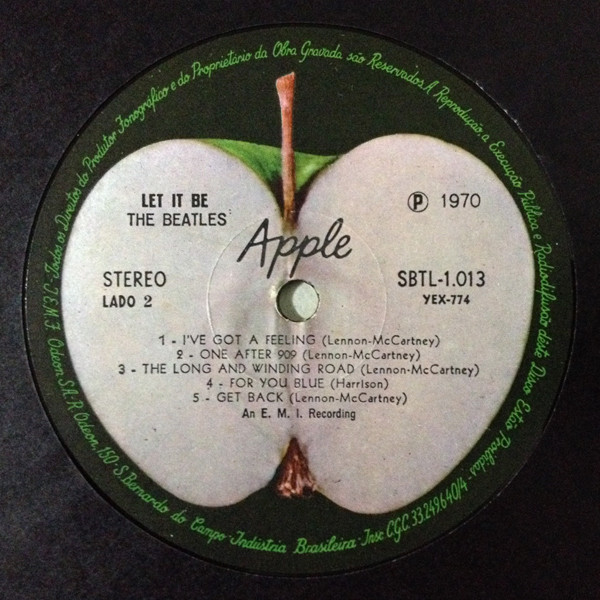 LET IT BE
THE BEATLES
℗ 1970
Apple
STEREO
LADO 2
SBTL-1.013
YEX-774
1 - I'VE GOT A FEELING (Lennon-McCartney)
2 - ONE AFTER 909 (Lennon-McCartney)
3 - THE LONG AND WINDING ROAD (Lennon-McCartney)
4 - FOR YOU BLUE (Harrison)
5 - GET BACK (Lennon-McCartney)
An E. M. I. Recording
Todos os Direitos do Produtor Fonográfico e do Proprietário da Obra Gravada são Reservados. A Reprodução, a Execução Pública e Radiodifusão deste Disco Estão Proibidas -
Odeon, 150 - S. Bernardo do Campo - Indústria Brasileira - Insc. C.G.C. 33.249.640/4 -